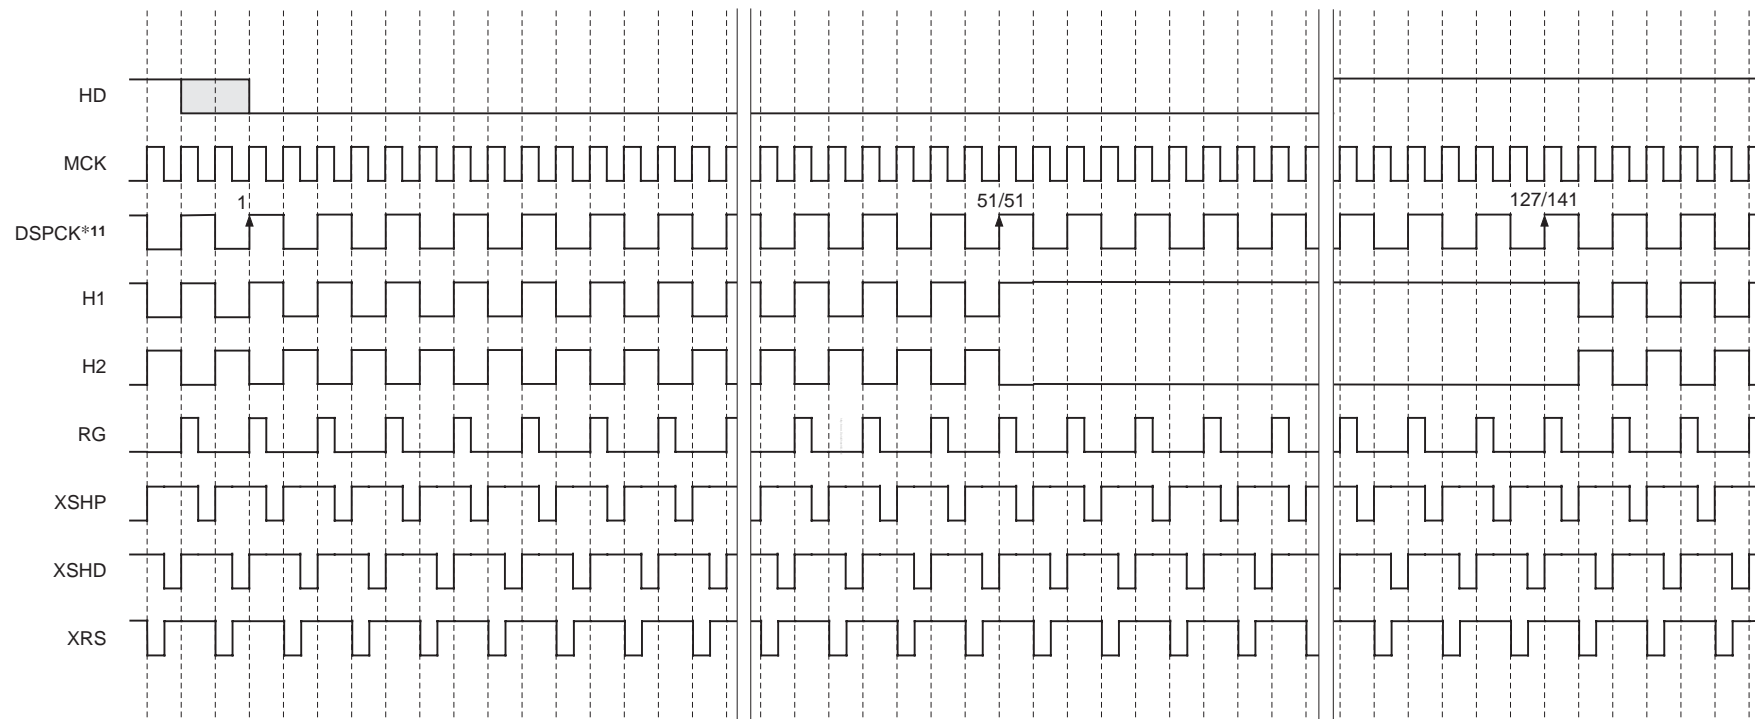 HD
MCK
1
51/51
127/141
DSPCK*11
H1
H2
RG
XSHP
XSHD
XRS